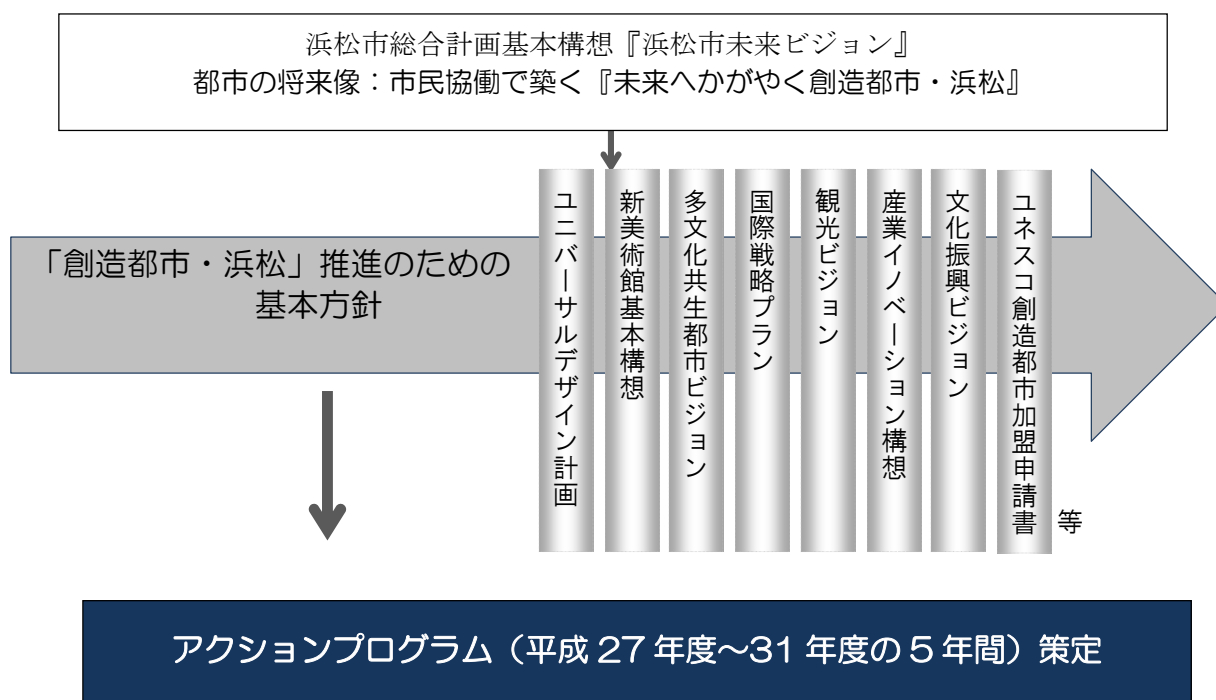 浜松市総合計画基本構想『浜松市未来ビジョン』
都市の将来像：市民協働で築く『未来へかがやく創造都市・浜松』
「創造都市・浜松」推進のための
基本方針
ユニバーサルデザイン計画
新美術館基本構想
多文化共生都市ビジョン
国際戦略プラン
観光ビジョン
産業イノベーション構想
文化振興ビジョン
ユネスコ創造都市加盟申請書
等
アクションプログラム（平成 27 年度～31 年度の 5 年間）策定